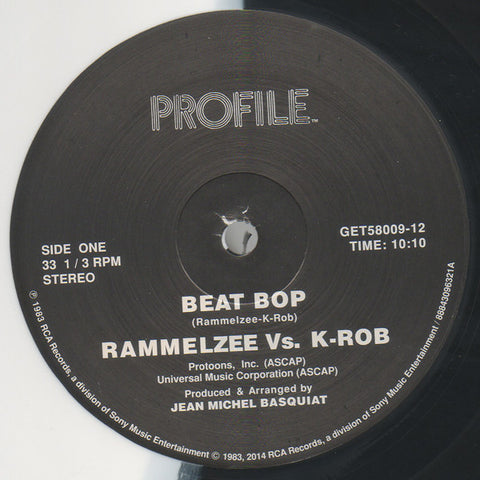 PROFILE™
SIDE ONE
33 1/3 RPM
STEREO
GET58009-12
TIME: 10:10
BEAT BOP
(Rammelzee-K-Rob)
RAMMELZEE Vs. K-ROB
Protoons, Inc. (ASCAP)
Universal Music Corporation (ASCAP)
Produced & Arranged by
JEAN MICHEL BASQUIAT
℗ 1983 RCA Records, a division of Sony Music Entertainment © 1983, 2014 RCA Records, a division of Sony Music Entertainment / 88843096321A